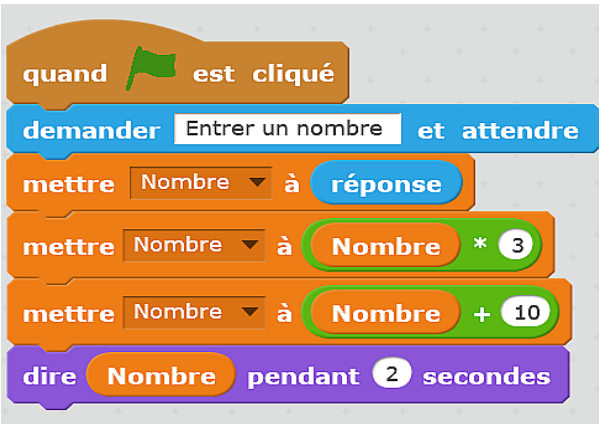 quand est cliqué
demander Entrer un nombre et attendre
mettre Nombre à réponse
mettre Nombre à Nombre * 3
mettre Nombre à Nombre + 10
dire Nombre pendant 2 secondes